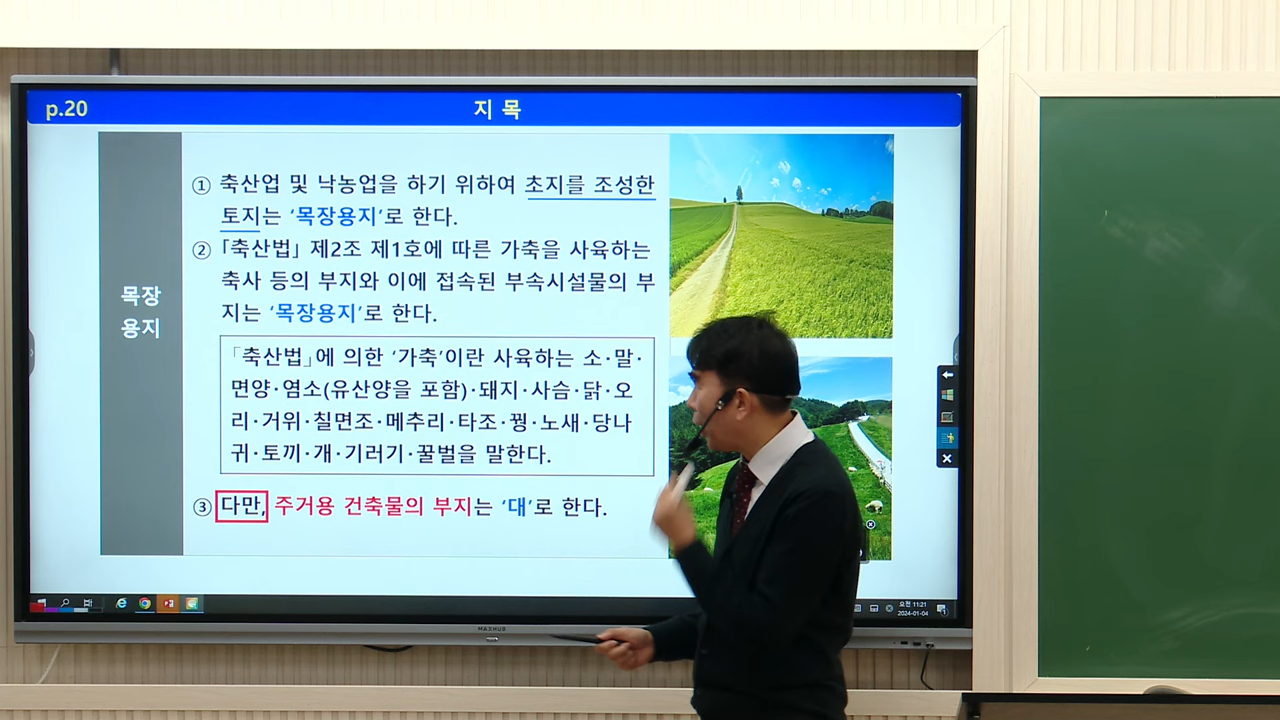 p.20
지 목
목장
용지
① 축산업 및 낙농업을 하기 위하여 초지를 조성한
토지는 ‘목장용지’로 한다.
② 「축산법」 제2조 제1호에 따른 가축을 사육하는
축사 등의 부지와 이에 접속된 부속시설물의 부
지는 ‘목장용지’로 한다.
「축산법」에 의한 ‘가축’이란 사육하는 소·말·
면양·염소(유산양을 포함)·돼지·사슴·닭·오
리·거위·칠면조·메추리·타조·꿩·노새·당나
귀·토끼·개·기러기·꿀벌을 말한다.
③ 다만, 주거용 건축물의 부지는 ‘대’로 한다.
오전 11:21
2024-01-04
MAXHUB